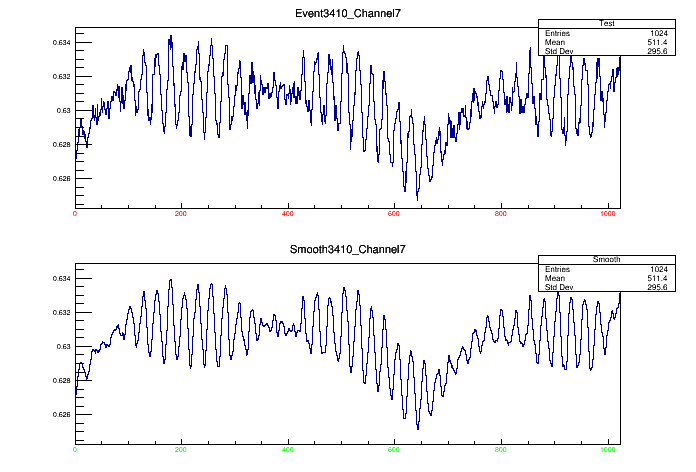 Event3410_Channel7
Test
Entries 1024
Mean 511.4
Std Dev 295.6
0.634
0.632
0.63
0.628
0.626
0 200 400 600 800 1000
Smooth3410_Channel7
Smooth
Entries 1024
Mean 511.4
Std Dev 295.6
0.634
0.632
0.63
0.628
0.626
0 200 400 600 800 1000